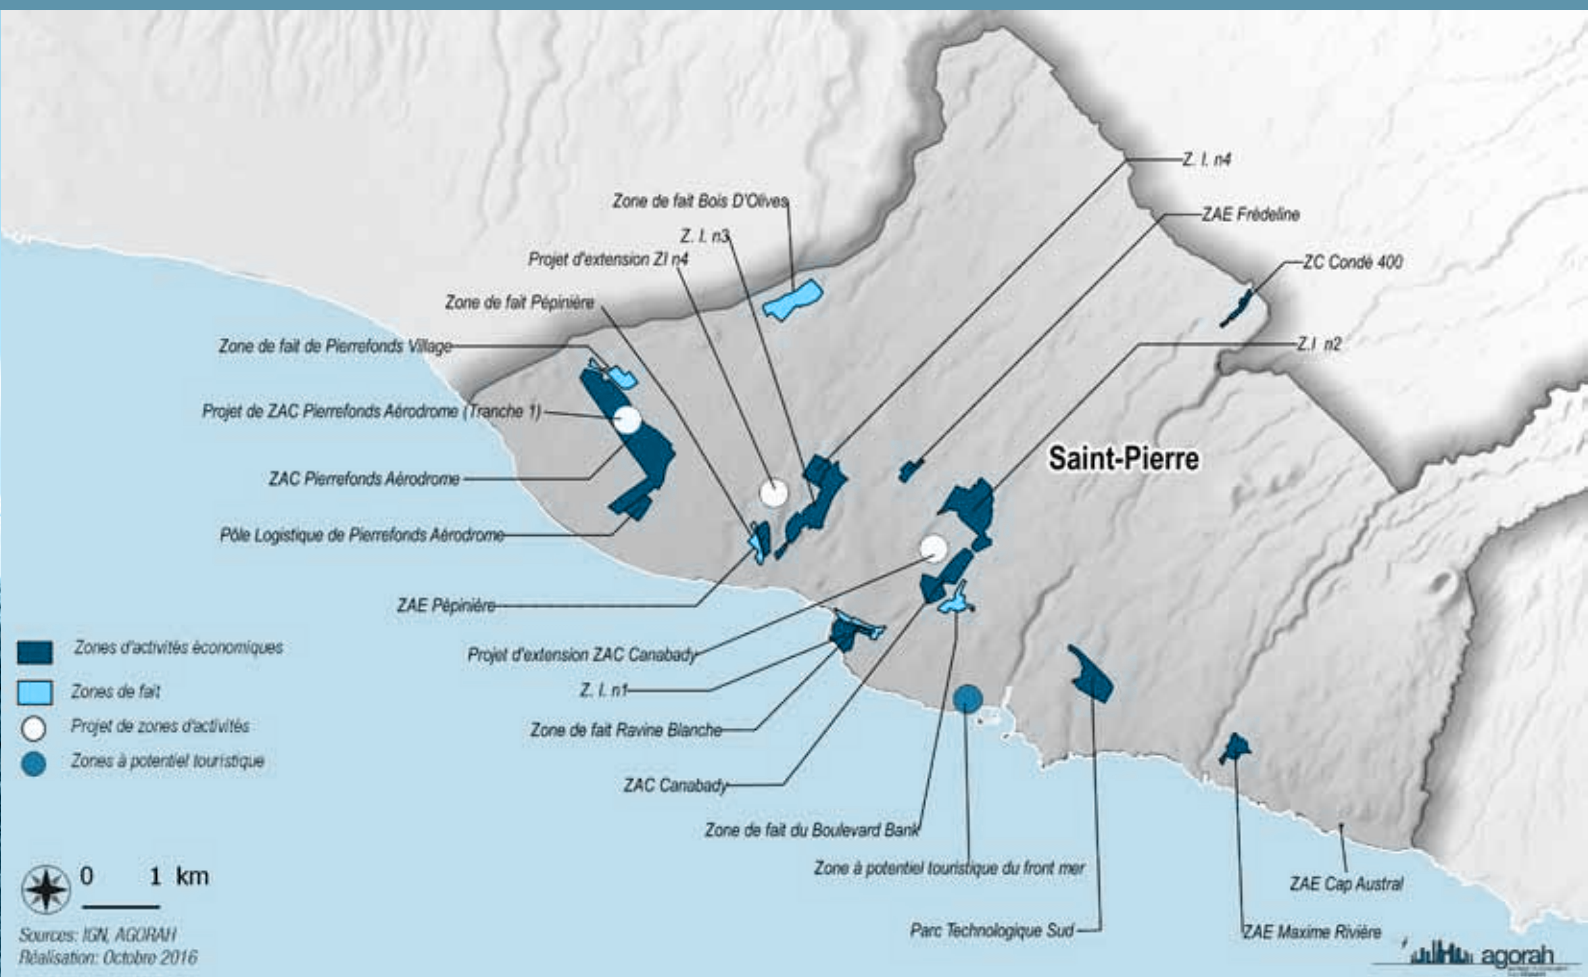 Z. I. n4
Zone de fait Bois D'Olives
ZAE Frédeline
Z. I. n3
Projet d'extension ZI n4
ZC Condé 400
Zone de fait Pépinière
Zone de fait de Pierrefonds Village
Z.I n2
Projet de ZAC Pierrefonds Aérodrome (Tranche 1)
Saint-Pierre
ZAC Pierrefonds Aérodrome
Pôle Logistique de Pierrefonds Aérodrome
ZAE Pépinière
Projet d'extension ZAC Canabady
Z. I. n1
Zone de fait Ravine Blanche
ZAC Canabady
Zone de fait du Boulevard Bank
Zone à potentiel touristique du front mer
Parc Technologique Sud
ZAE Cap Austral
ZAE Maxime Rivière
Zones d'activités économiques
Zones de fait
Projet de zones d'activités
Zones à potentiel touristique
0 1 km
Sources: IGN, AGORAH
Réalisation: Octobre 2016
agorah